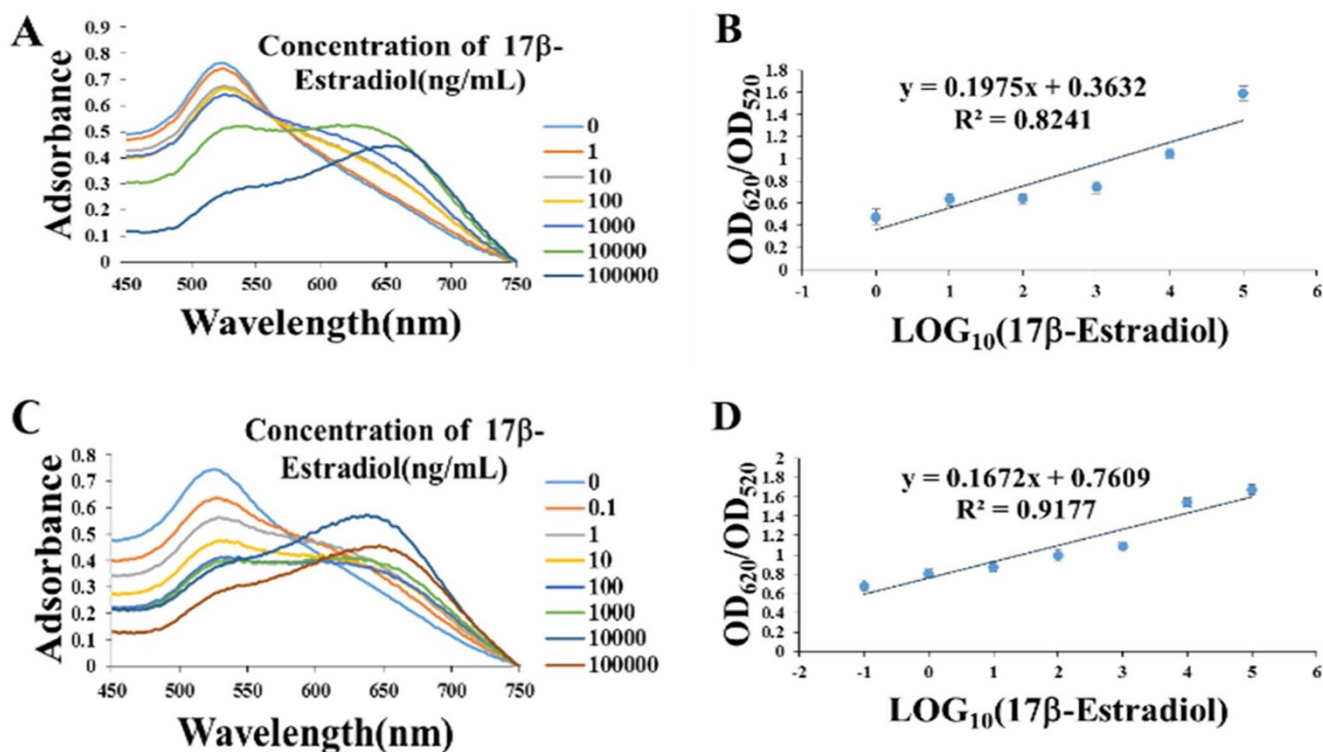 A
Concentration of 17β-
Estradiol(ng/mL)
Adsorbance
0.9
0.8
0.7
0.6
0.5
0.4
0.3
0.2
0.1
0
450 500 550 600 650 700 750
Wavelength(nm)
0
1
10
100
1000
10000
100000
B
y = 0.1975x + 0.3632
R² = 0.8241
OD₆₂₀/OD₅₂₀
1.8
1.6
1.4
1.2
1
0.8
0.6
0.4
0.2
0
-1 0 1 2 3 4 5 6
LOG₁₀(17β-Estradiol)
C
Concentration of 17β-
Estradiol(ng/mL)
Adsorbance
0.8
0.7
0.6
0.5
0.4
0.3
0.2
0.1
0
450 500 550 600 650 700 750
Wavelength(nm)
0
0.1
1
10
100
1000
10000
100000
D
y = 0.1672x + 0.7609
R² = 0.9177
OD₆₂₀/OD₅₂₀
2
1.8
1.6
1.4
1.2
1
0.8
0.6
0.4
0.2
0
-2 -1 0 1 2 3 4 5 6
LOG₁₀(17β-Estradiol)